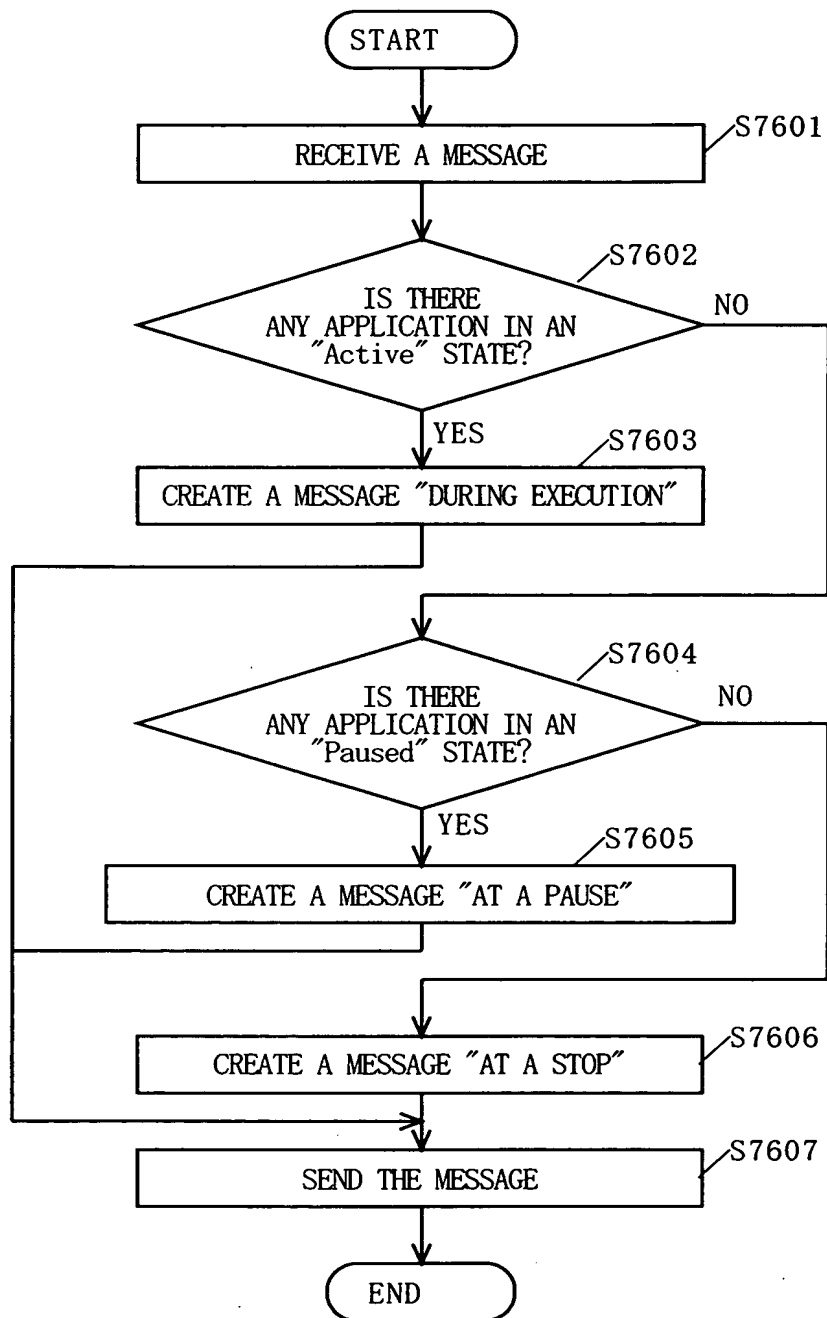 START
S7601
RECEIVE A MESSAGE
S7602
IS THERE
ANY APPLICATION IN AN
"Active" STATE?
NO
YES
S7603
CREATE A MESSAGE "DURING EXECUTION"
S7604
IS THERE
ANY APPLICATION IN AN
"Paused" STATE?
NO
YES
S7605
CREATE A MESSAGE "AT A PAUSE"
S7606
CREATE A MESSAGE "AT A STOP"
S7607
SEND THE MESSAGE
END